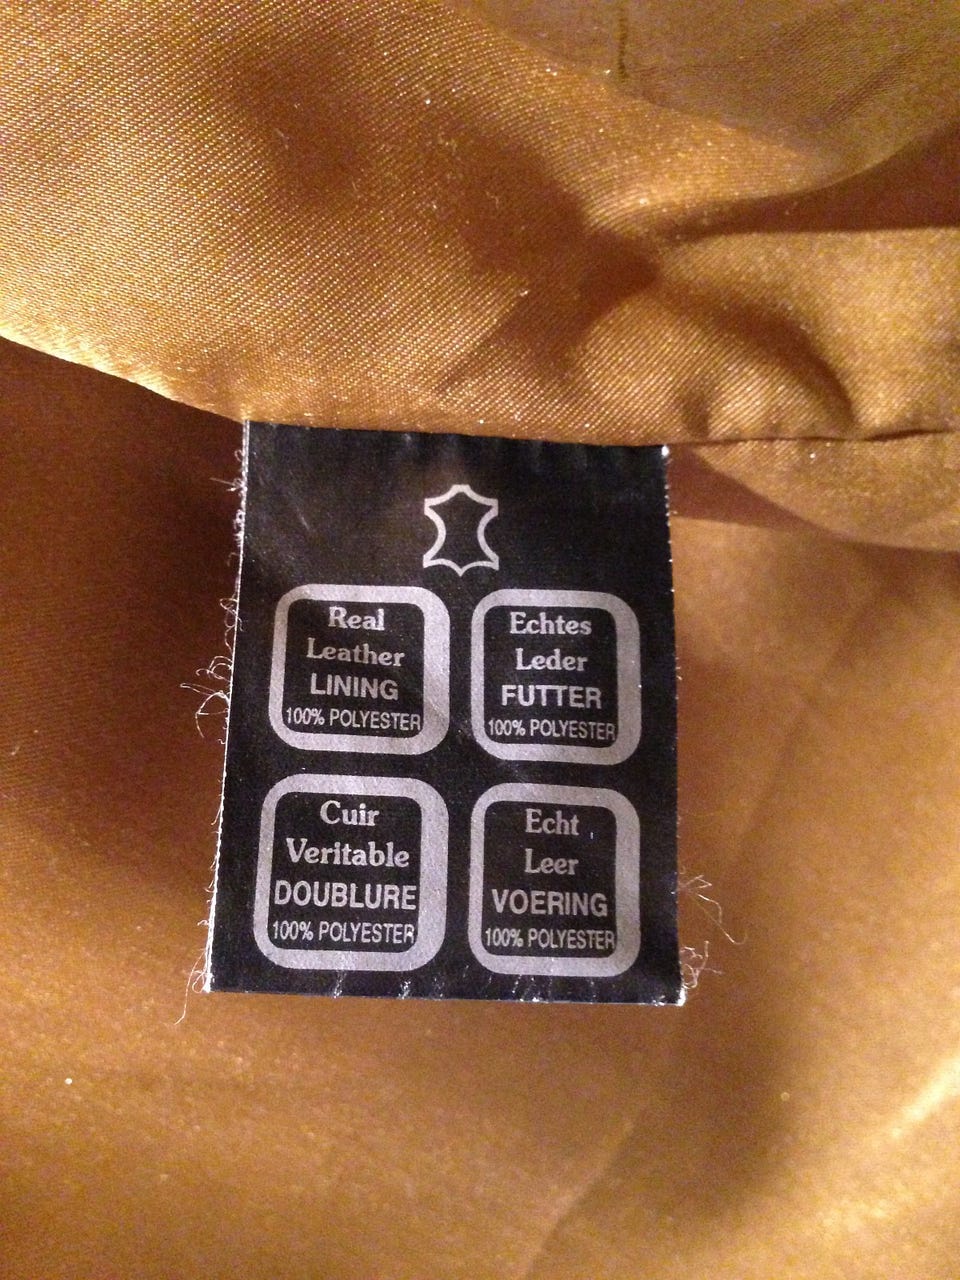 Real
Leather
LINING
100% POLYESTER
Echtes
Leder
FUTTER
100% POLYESTER
Cuir
Veritable
DOUBLURE
100% POLYESTER
Echt
Leer
VOERING
100% POLYESTER